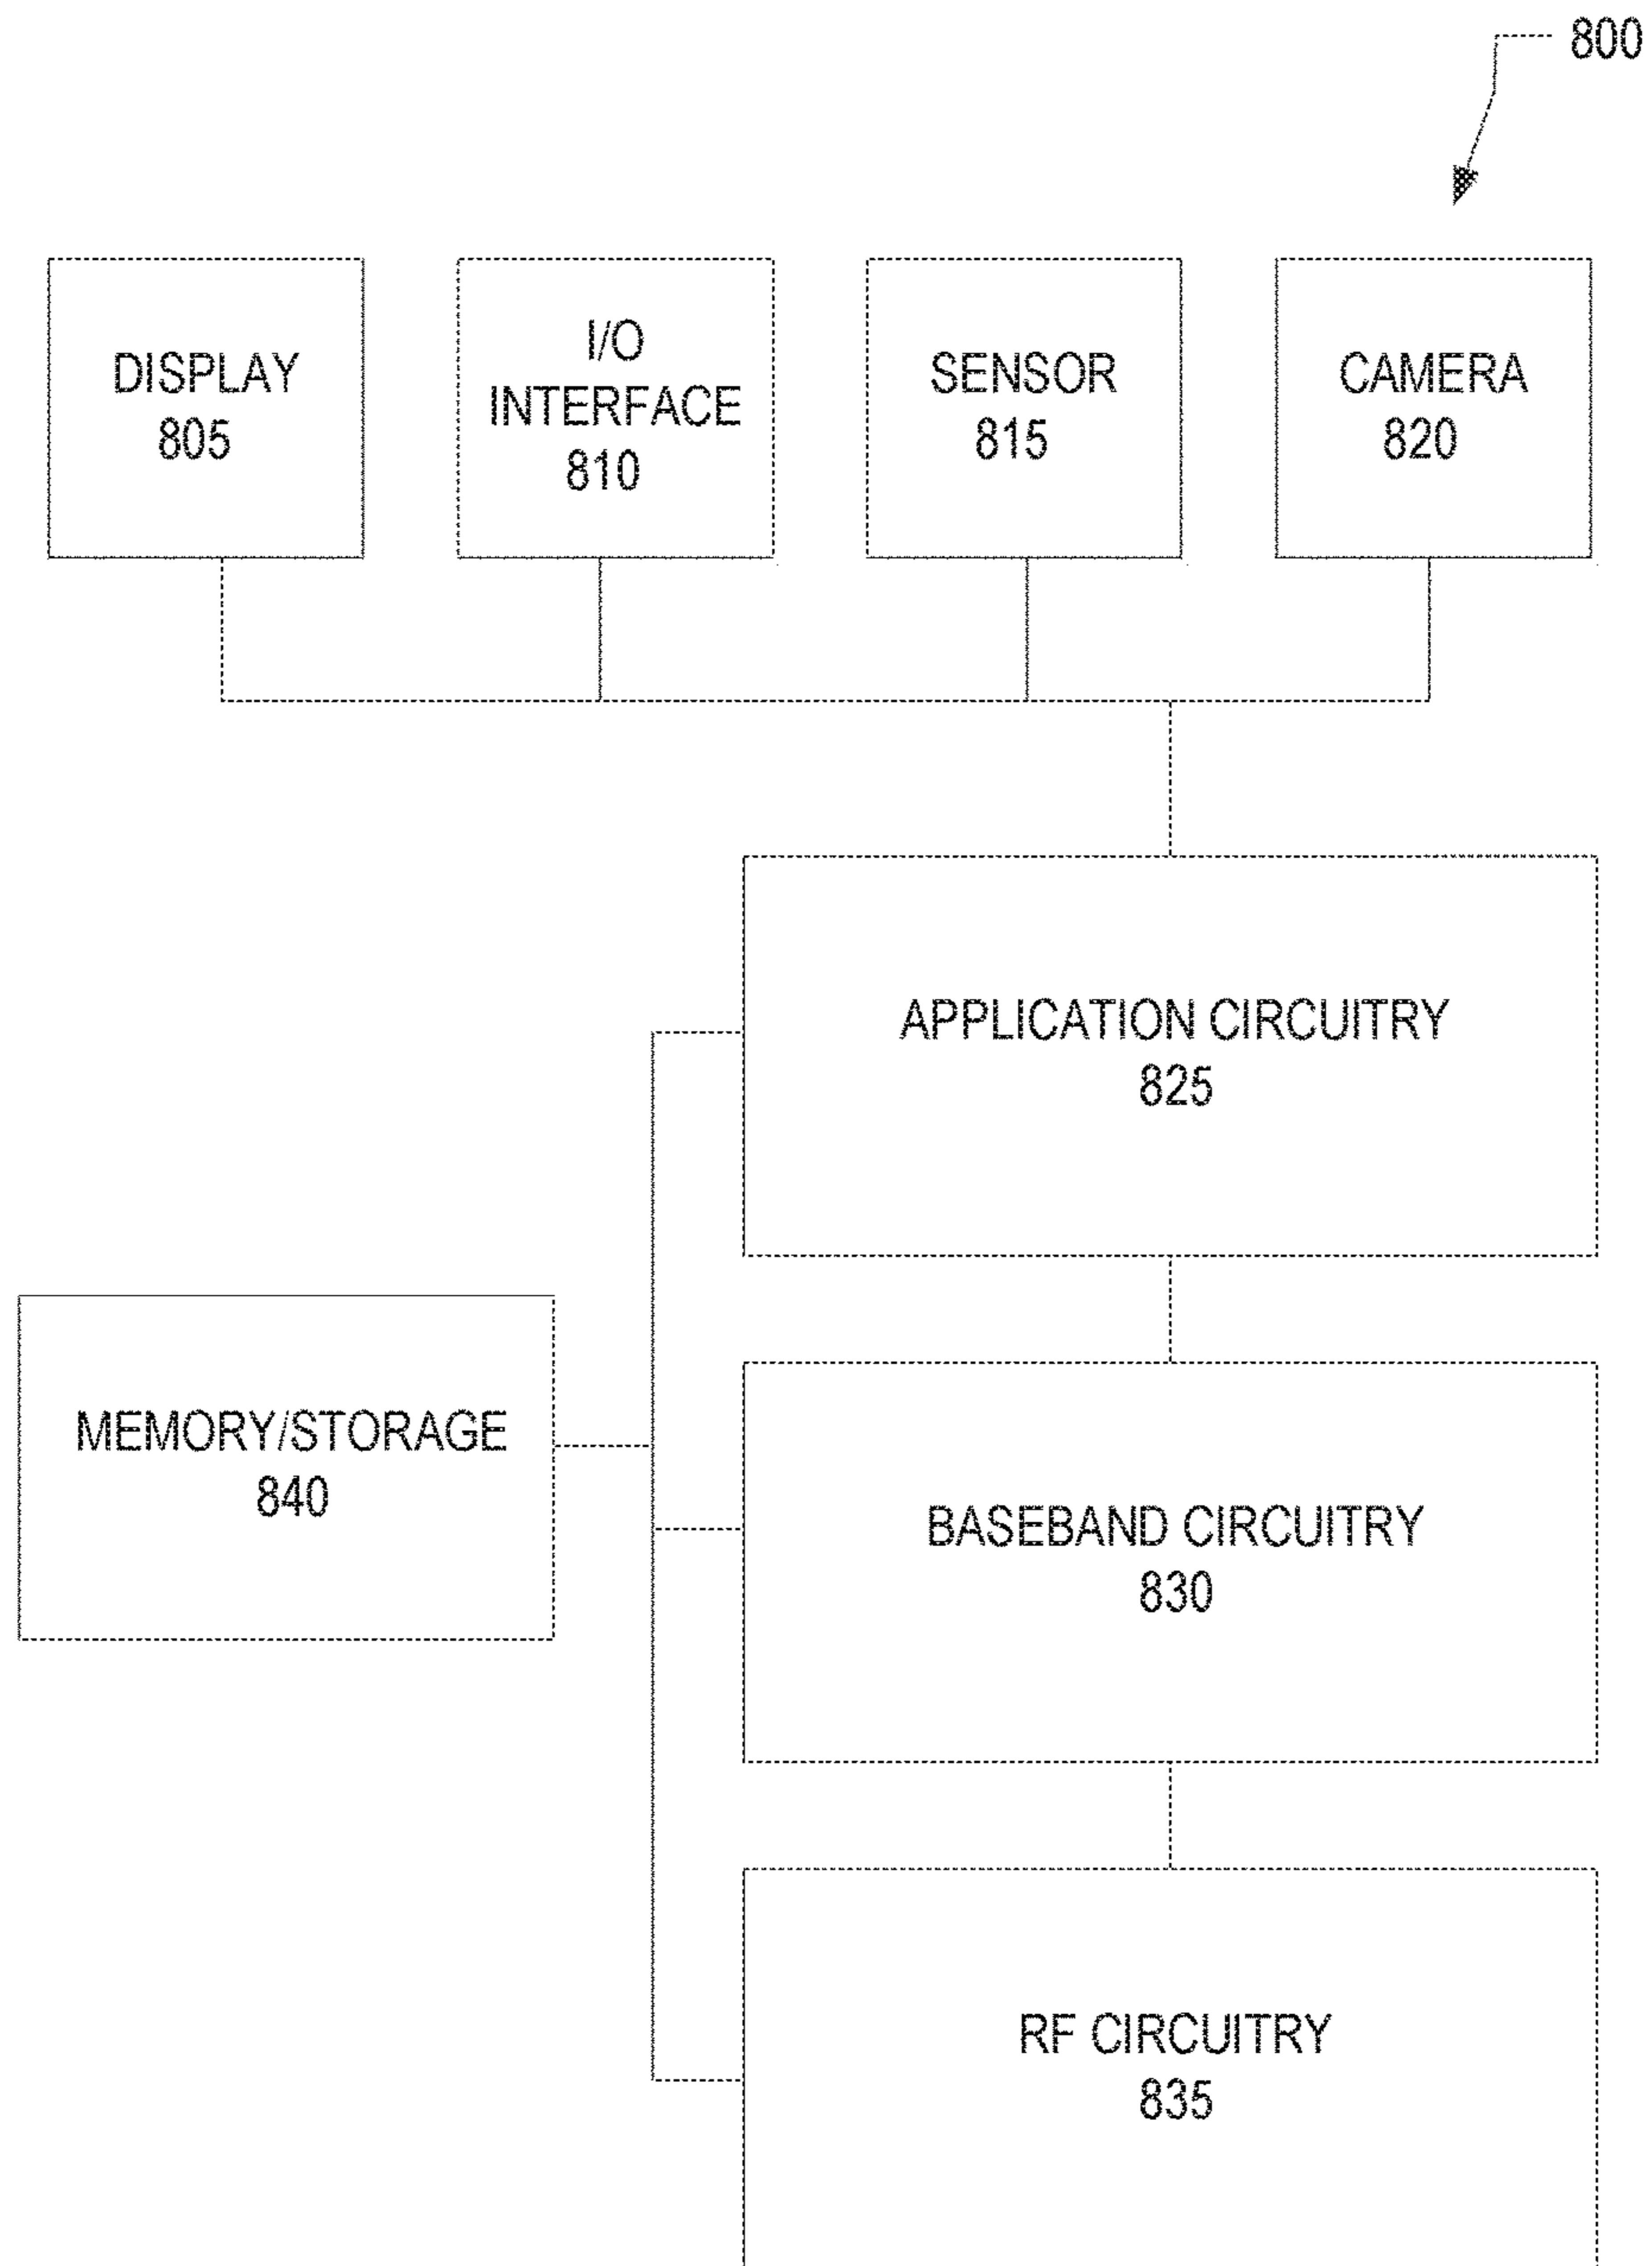 800
DISPLAY
805
I/O
INTERFACE
810
SENSOR
815
CAMERA
820
APPLICATION CIRCUITRY
825
MEMORY/STORAGE
840
BASEBAND CIRCUITRY
830
RF CIRCUITRY
835